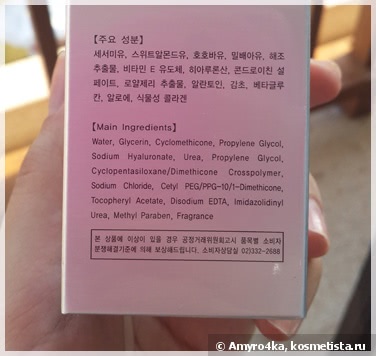 【주요 성분】
세서미유, 스위트알몬드유, 호호바유, 밀배아유, 해조
추출물, 비타민 E 유도체, 히아루론산, 콘드로이친 설
페이트, 로얄제리 추출물, 알란토인, 감초, 베타글루
칸, 알로에, 식물성 콜라겐
【Main Ingredients】
Water, Glycerin, Cyclomethicone, Propylene Glycol,
Sodium Hyaluronate, Urea, Propylene Glycol,
Cyclopentasiloxane/Dimethicone Crosspolymer,
Sodium Chloride, Cetyl PEG/PPG-10/1-Dimethicone,
Tocopheryl Acetate, Disodium EDTA, Imidazolidinyl
Urea, Methyl Paraben, Fragrance
본 상품에 이상이 있을 경우 공정거래위원회고시 품목별 소비자
분쟁해결기준에 의해 보상해드립니다. 소비자상담실 02)332-2688
© Amyro4ka, kosmetista.ru